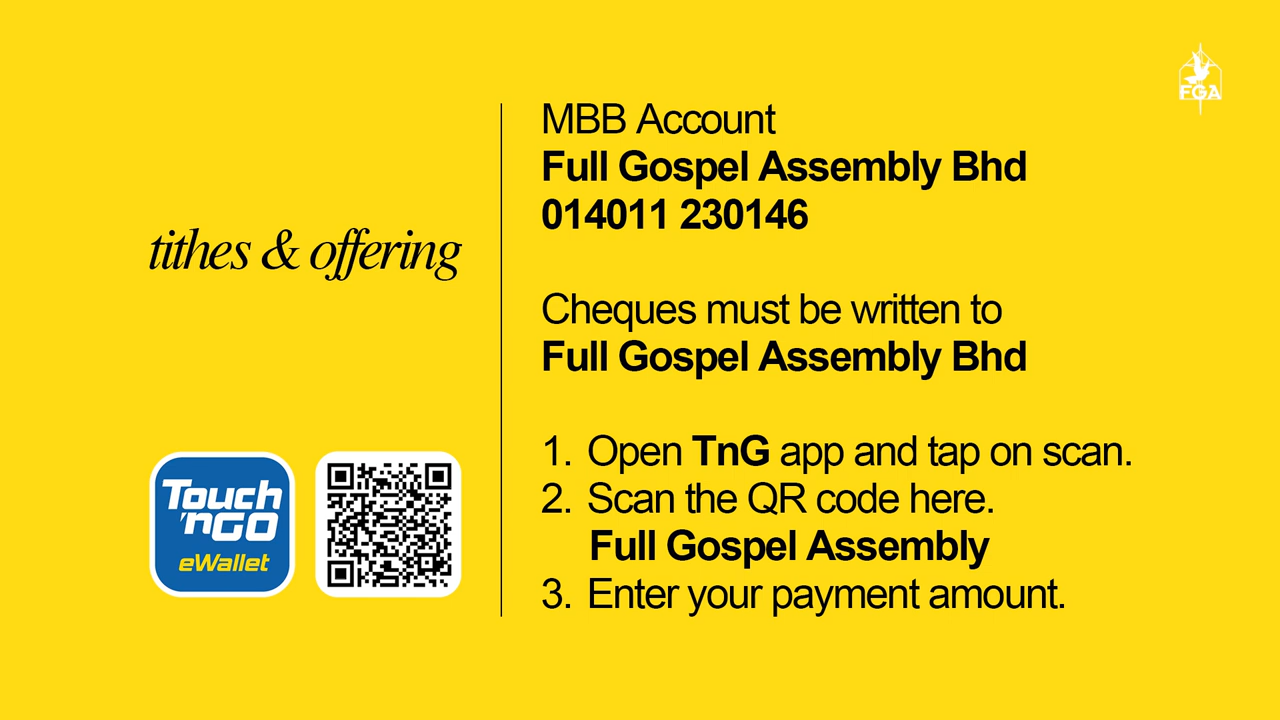 FGA
tithes & offering
Touch
'nGO
eWallet
MBB Account
Full Gospel Assembly Bhd
014011 230146
Cheques must be written to
Full Gospel Assembly Bhd
1. Open TnG app and tap on scan.
2. Scan the QR code here.
Full Gospel Assembly
3. Enter your payment amount.